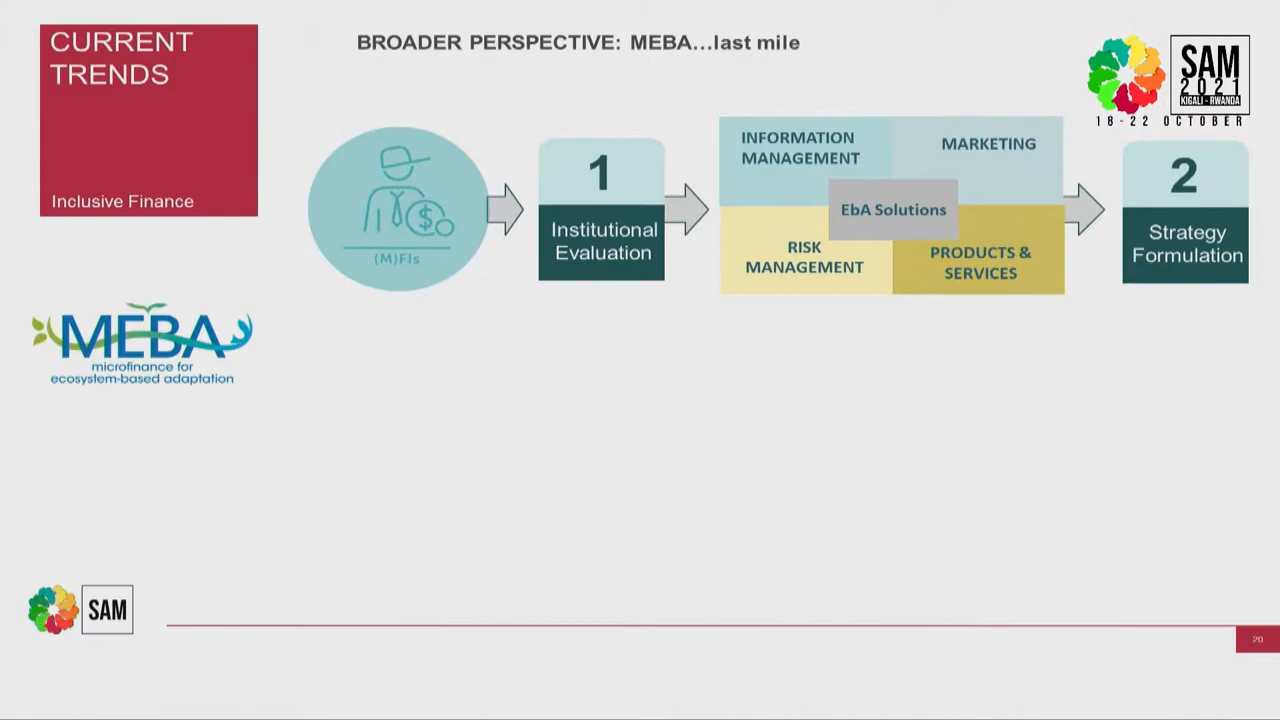 CURRENT
TRENDS
Inclusive Finance
BROADER PERSPECTIVE: MEBA...last mile
SAM
2021
KIGALI-RWANDA
18-22 OCTOBER
(M)FIs
1
Institutional
Evaluation
INFORMATION
MANAGEMENT
MARKETING
EbA Solutions
RISK
MANAGEMENT
PRODUCTS &
SERVICES
2
Strategy
Formulation
MEBA
microfinance for
ecosystem-based adaptation
SAM
20